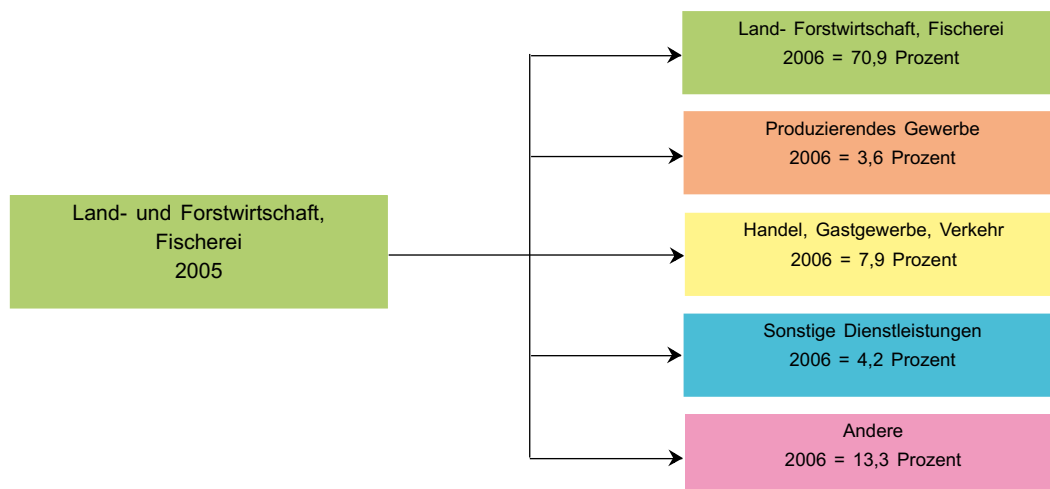 Land- und Forstwirtschaft,
Fischerei
2005
Land- Forstwirtschaft, Fischerei
2006 = 70,9 Prozent
Produzierendes Gewerbe
2006 = 3,6 Prozent
Handel, Gastgewerbe, Verkehr
2006 = 7,9 Prozent
Sonstige Dienstleistungen
2006 = 4,2 Prozent
Andere
2006 = 13,3 Prozent